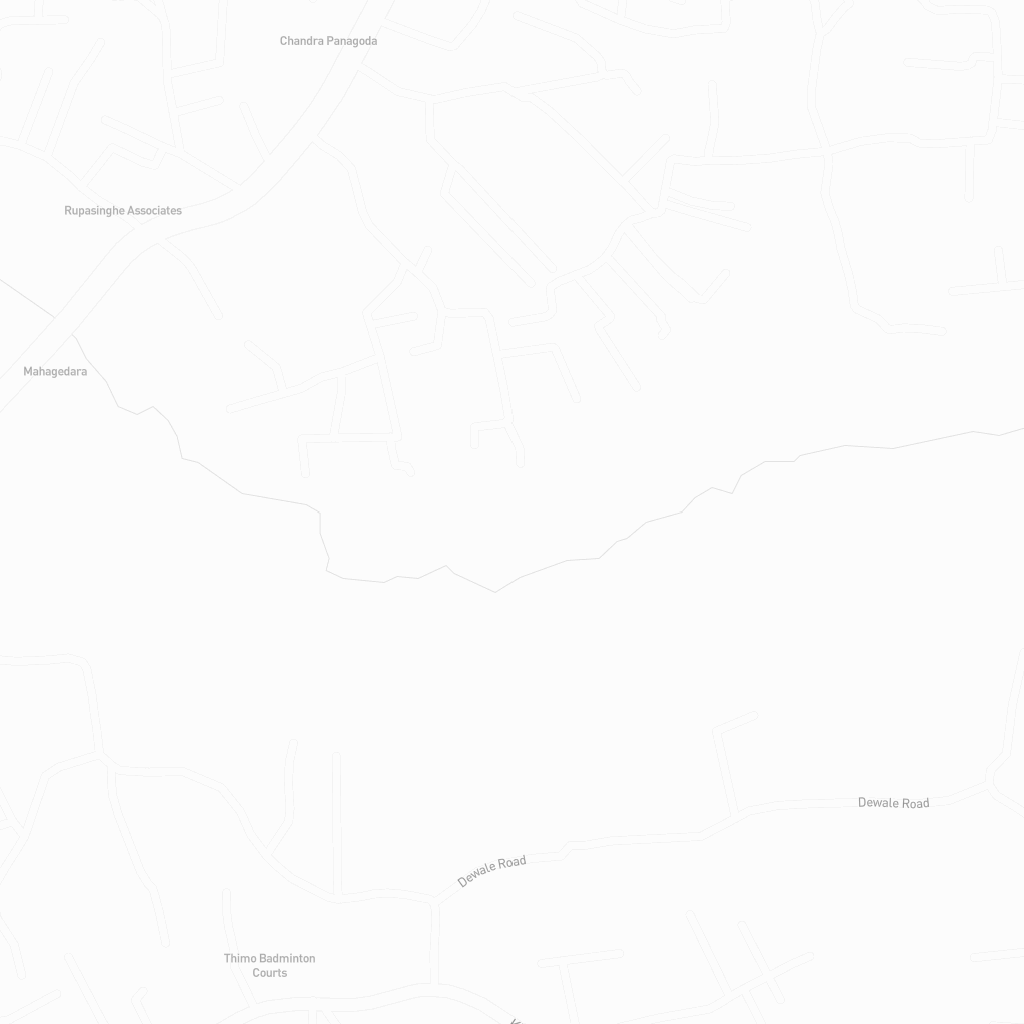 Chandra Panagoda
Rupasinghe Associates
Mahagedara
Dewale Road
Dewale Road
Thimo Badminton
Courts